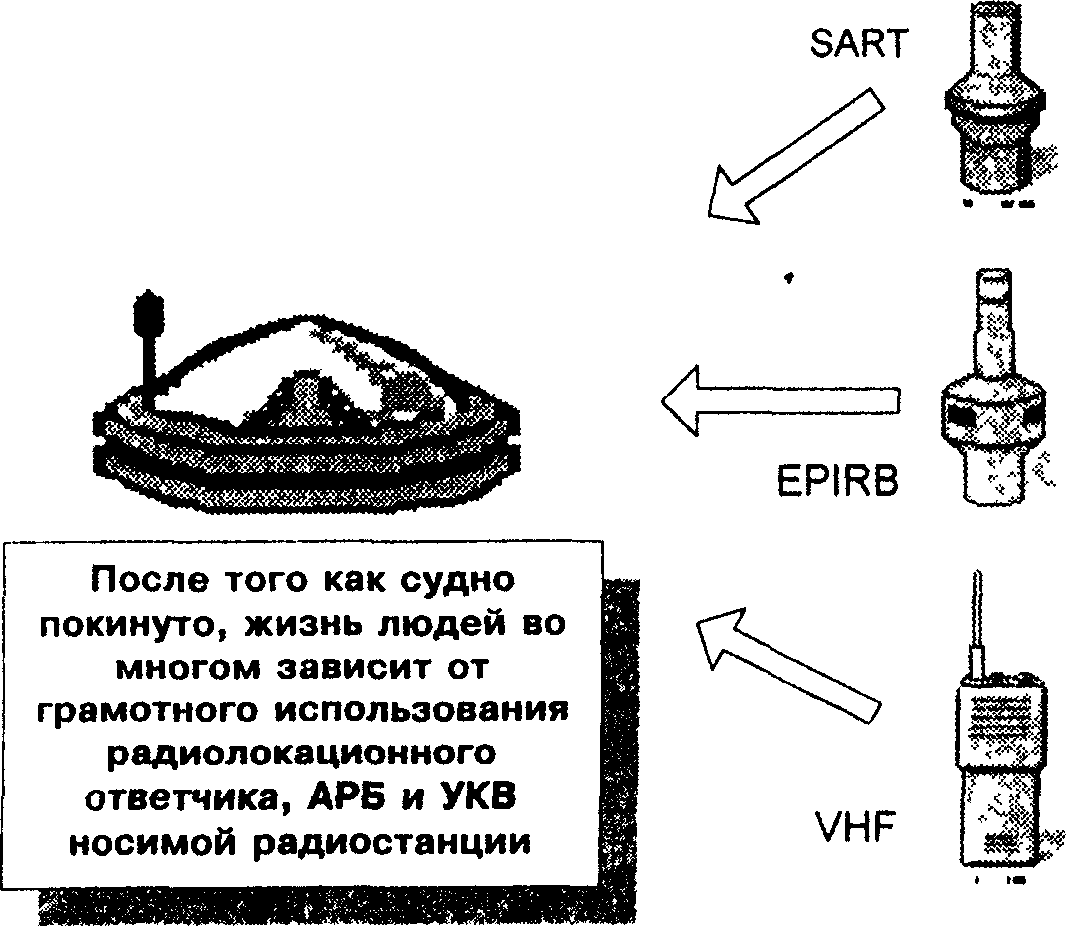 SART
EPIRB
После того как судно
покинуто, жизнь людей во
многом зависит от
грамотного использования
радиолокационного
ответчика, АРБ и УКВ
носимой радиостанции
VHF